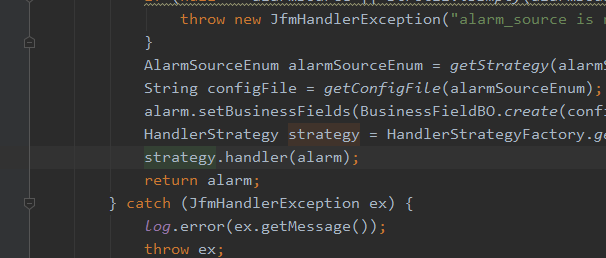 throw new JfmHandlerException("alarm_source is
}
AlarmSourceEnum alarmSourceEnum = getStrategy(alarmS
String configFile = getConfigFile(alarmSourceEnum);
alarm.setBusinessFields(BusinessFieldBO.create(confi
HandlerStrategy strategy = HandlerStrategyFactory.ge
strategy.handler(alarm);
return alarm;
} catch (JfmHandlerException ex) {
log.error(ex.getMessage());
throw ex;